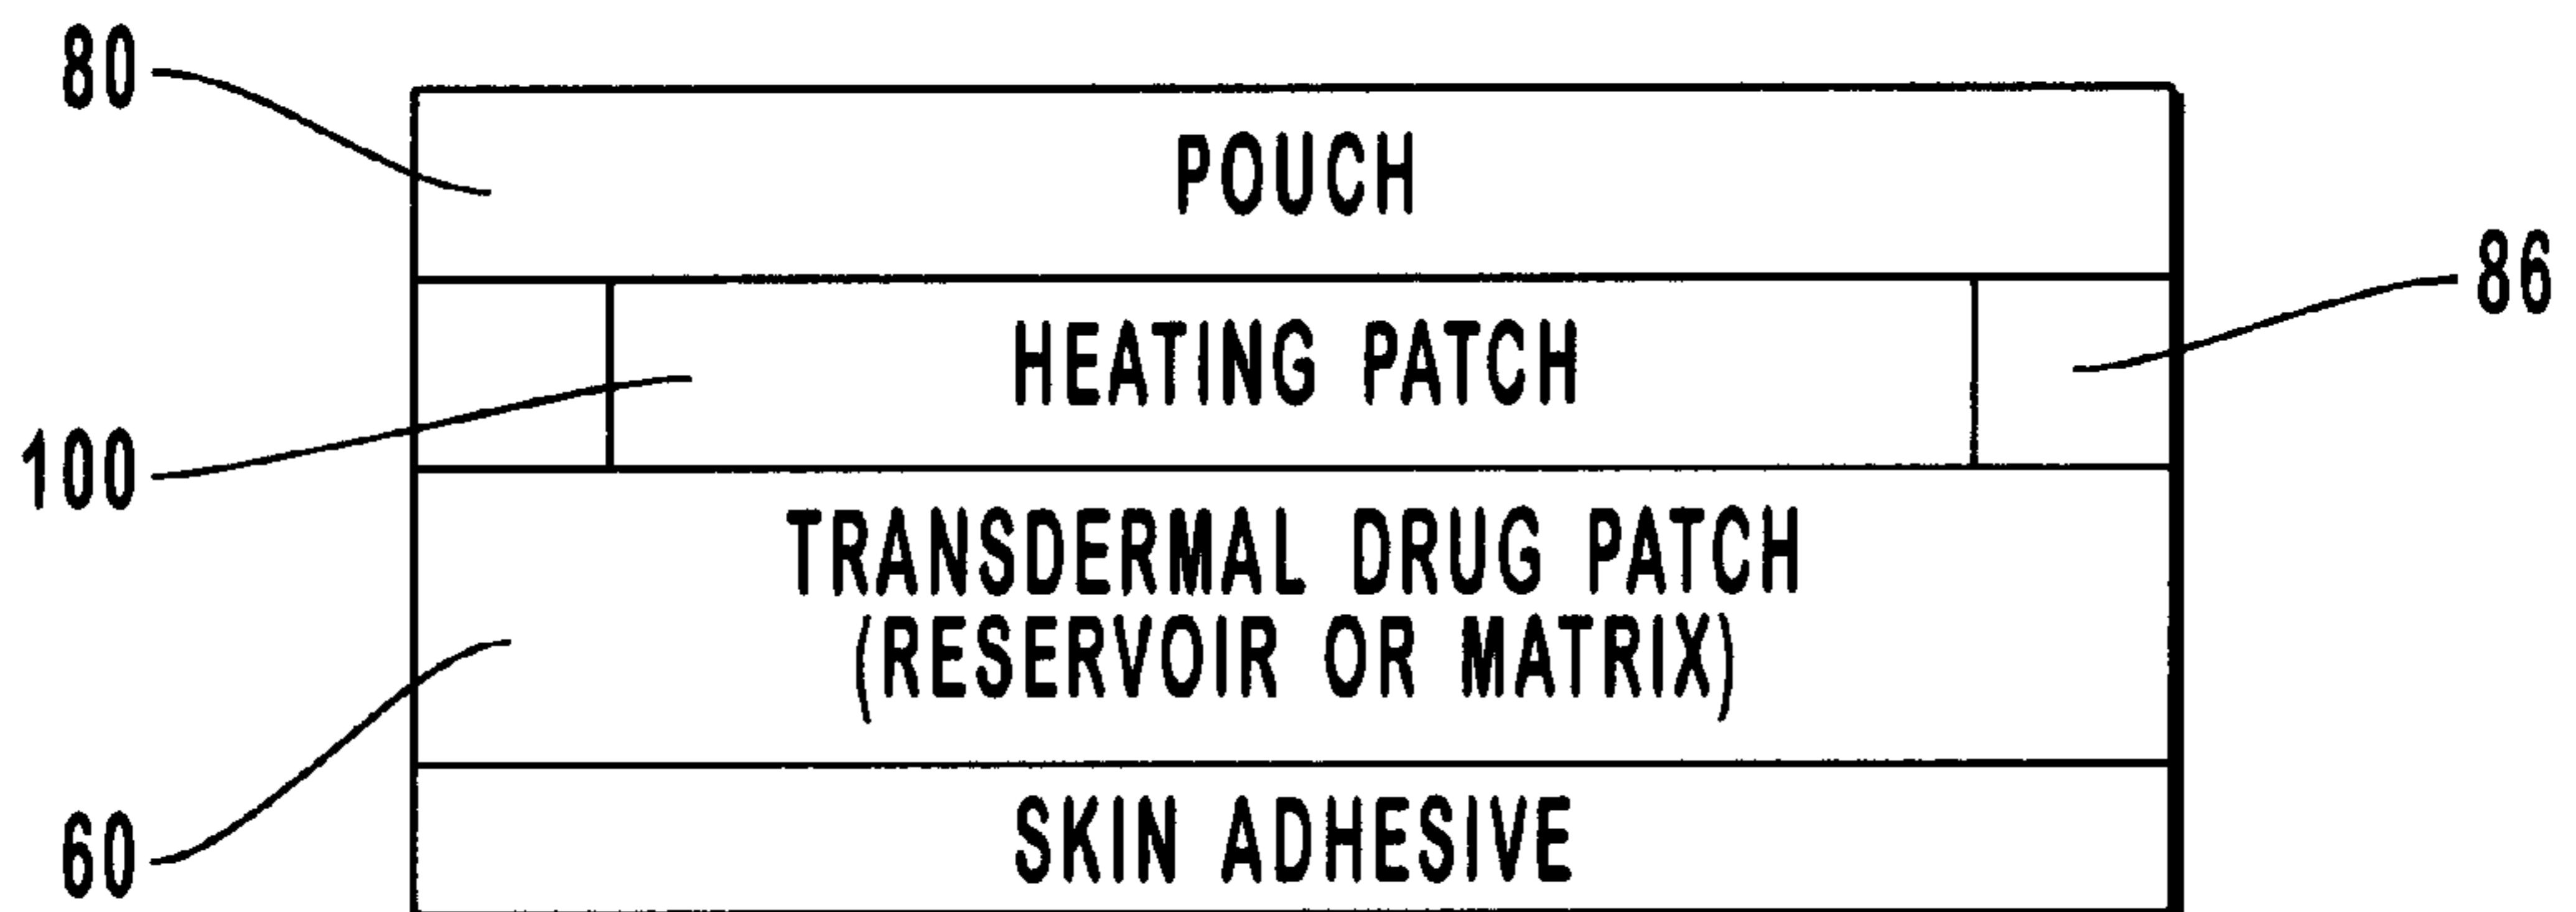 80
POUCH
86
HEATING PATCH
100
TRANSDERMAL DRUG PATCH
(RESERVOIR OR MATRIX)
60
SKIN ADHESIVE